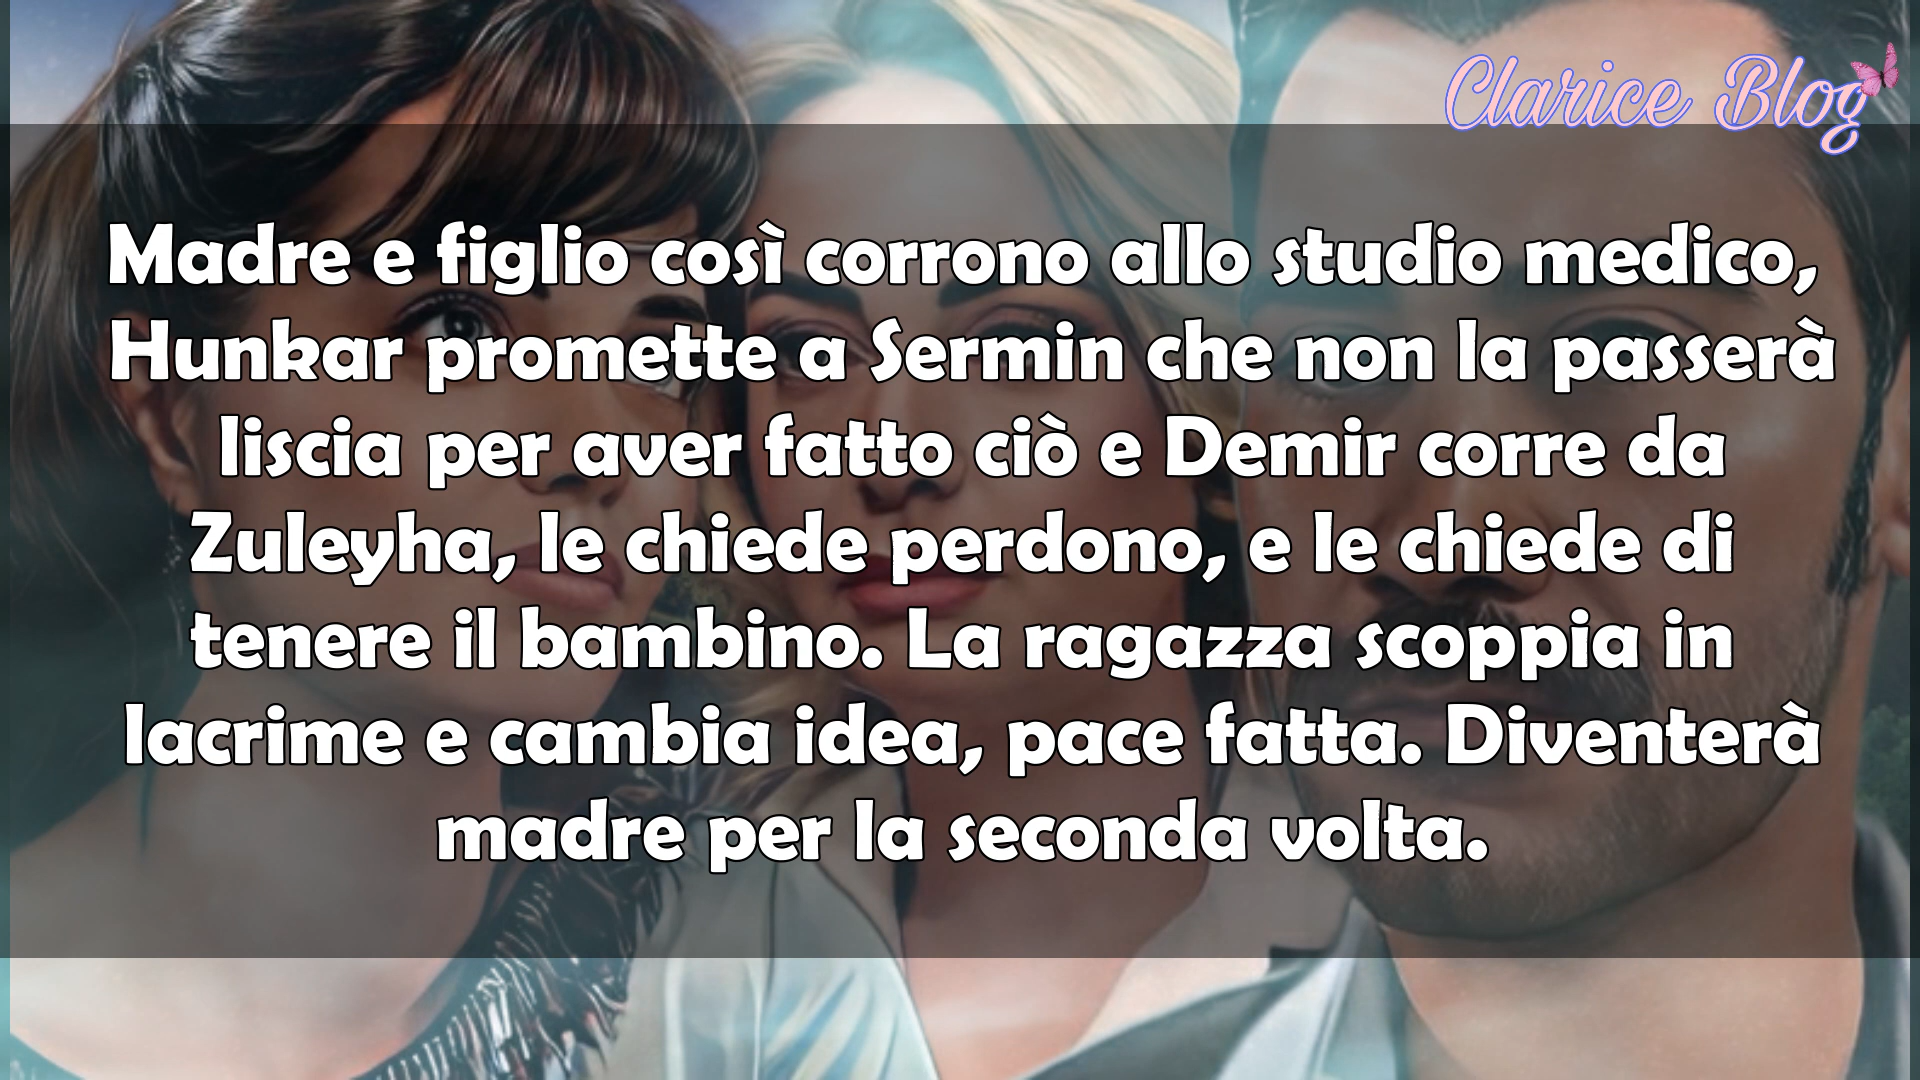 Clarice Blog
Madre e figlio così corrono allo studio medico,
Hunkar promette a Sermin che non la passerà
liscia per aver fatto ciò e Demir corre da
Zuleyha, le chiede perdono, e le chiede di
tenere il bambino. La ragazza scoppia in
lacrime e cambia idea, pace fatta. Diventerà
madre per la seconda volta.